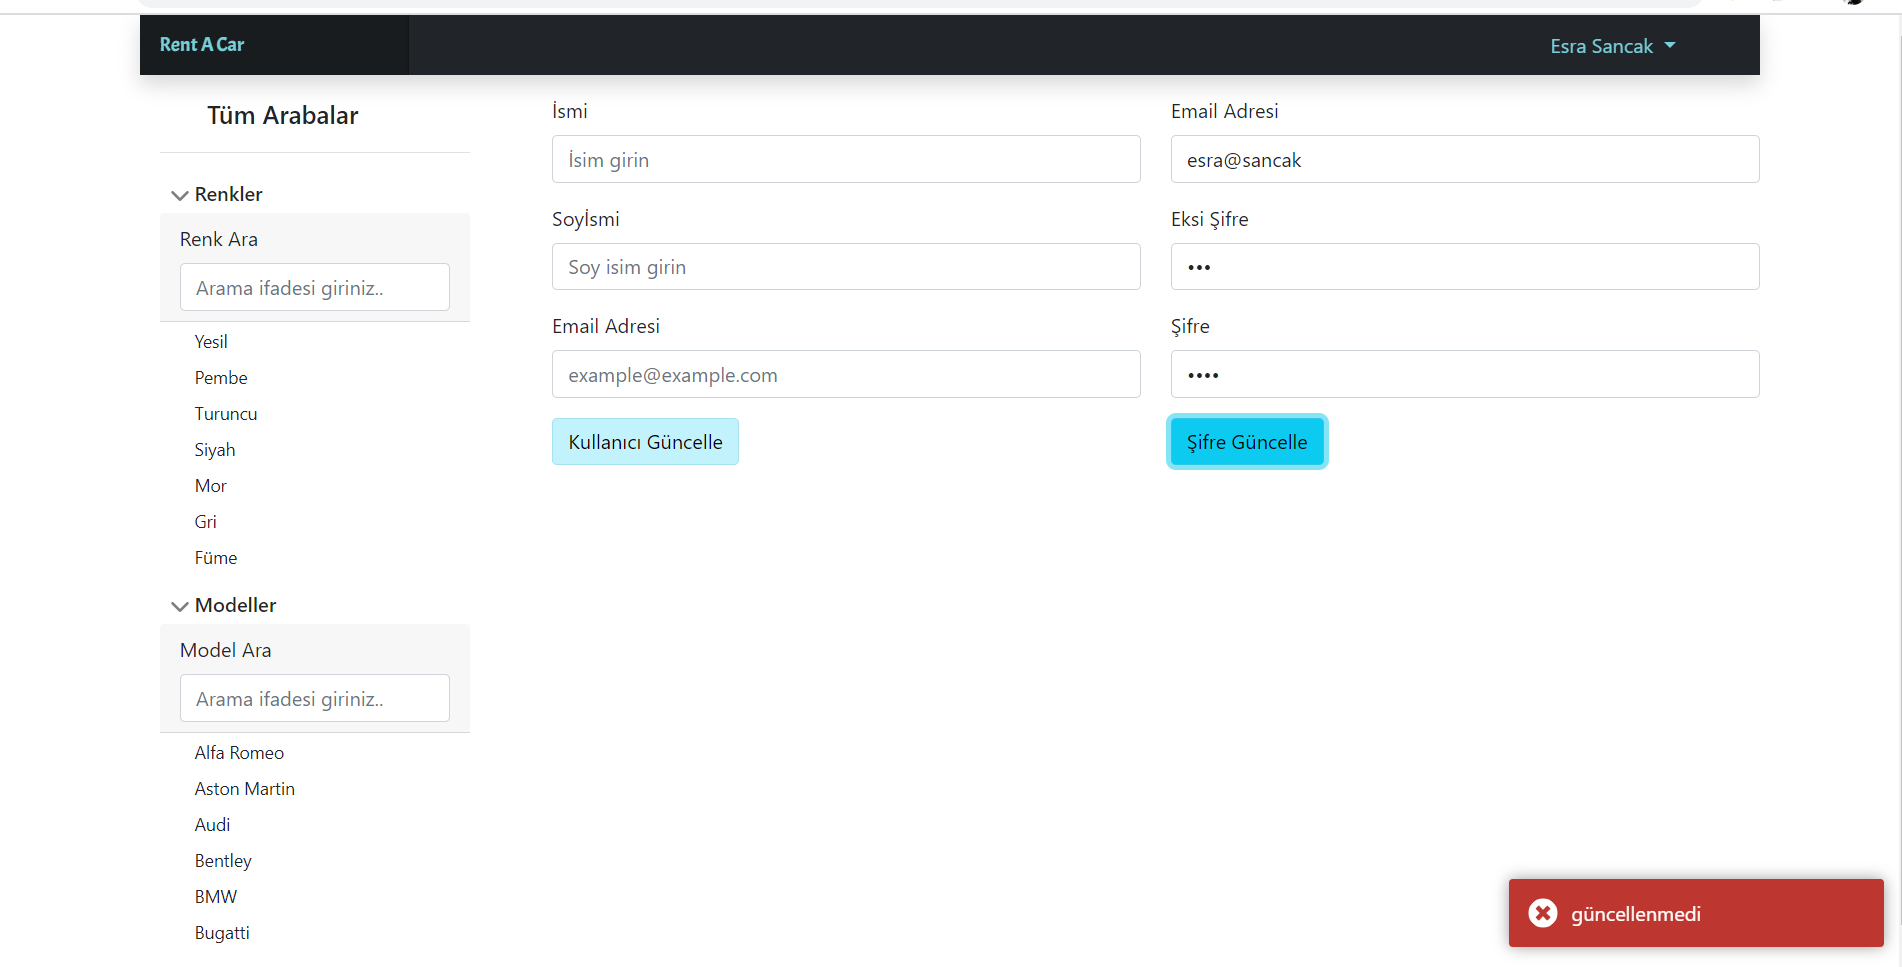 Rent A Car
Esra Sancak
Tüm Arabalar
Renkler
Renk Ara
Arama ifadesi giriniz..
Yesil
Pembe
Turuncu
Siyah
Mor
Gri
Füme
Modeller
Model Ara
Arama ifadesi giriniz..
Alfa Romeo
Aston Martin
Audi
Bentley
BMW
Bugatti
İsmi
İsim girin
Soyİsmi
Soy isim girin
Email Adresi
example@example.com
Kullanıcı Güncelle
Email Adresi
esra@sancak
Eksi Şifre
•••
Şifre
••••
Şifre Güncelle
güncellenmedi